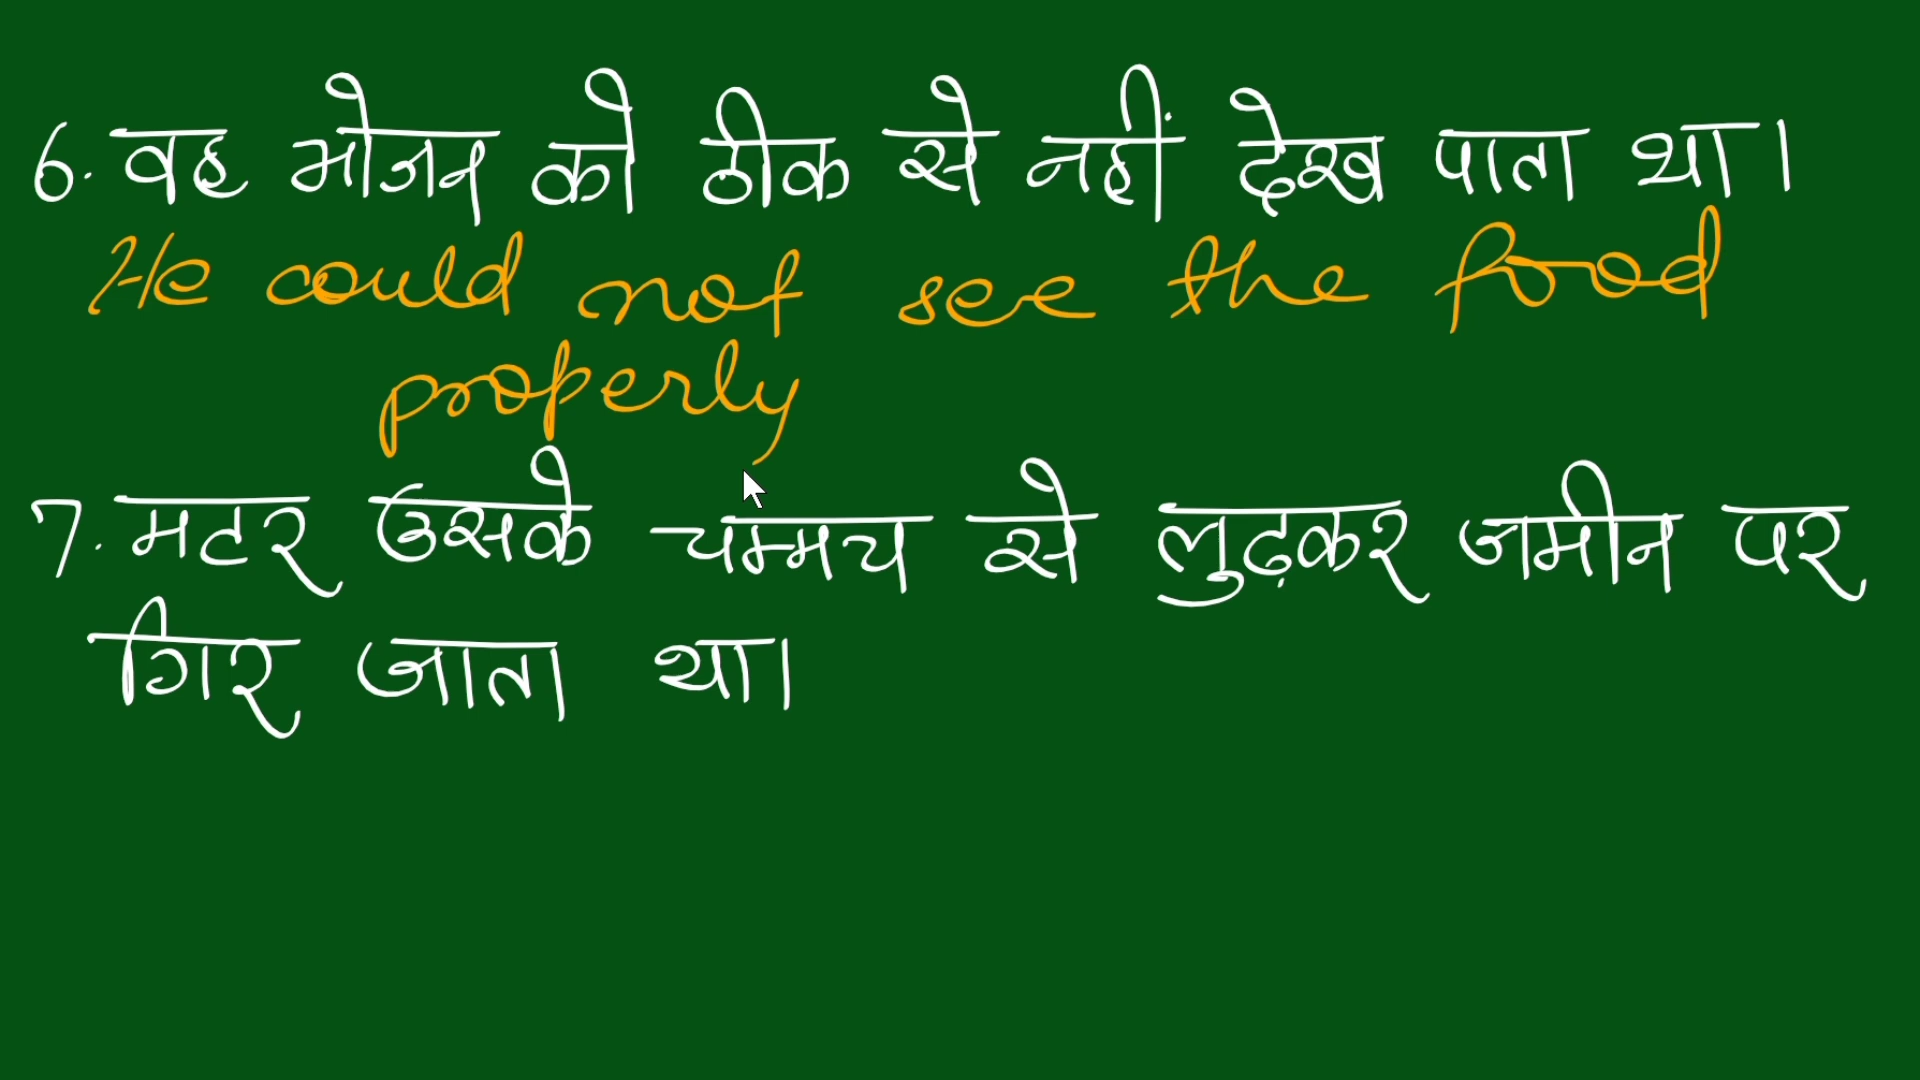 6. वह भोजन को ठीक से नहीं देख पाता था।
He could not see the food
properly
7. मटर उसके चम्मच से लुढ़कर जमीन पर
गिर जाता था।